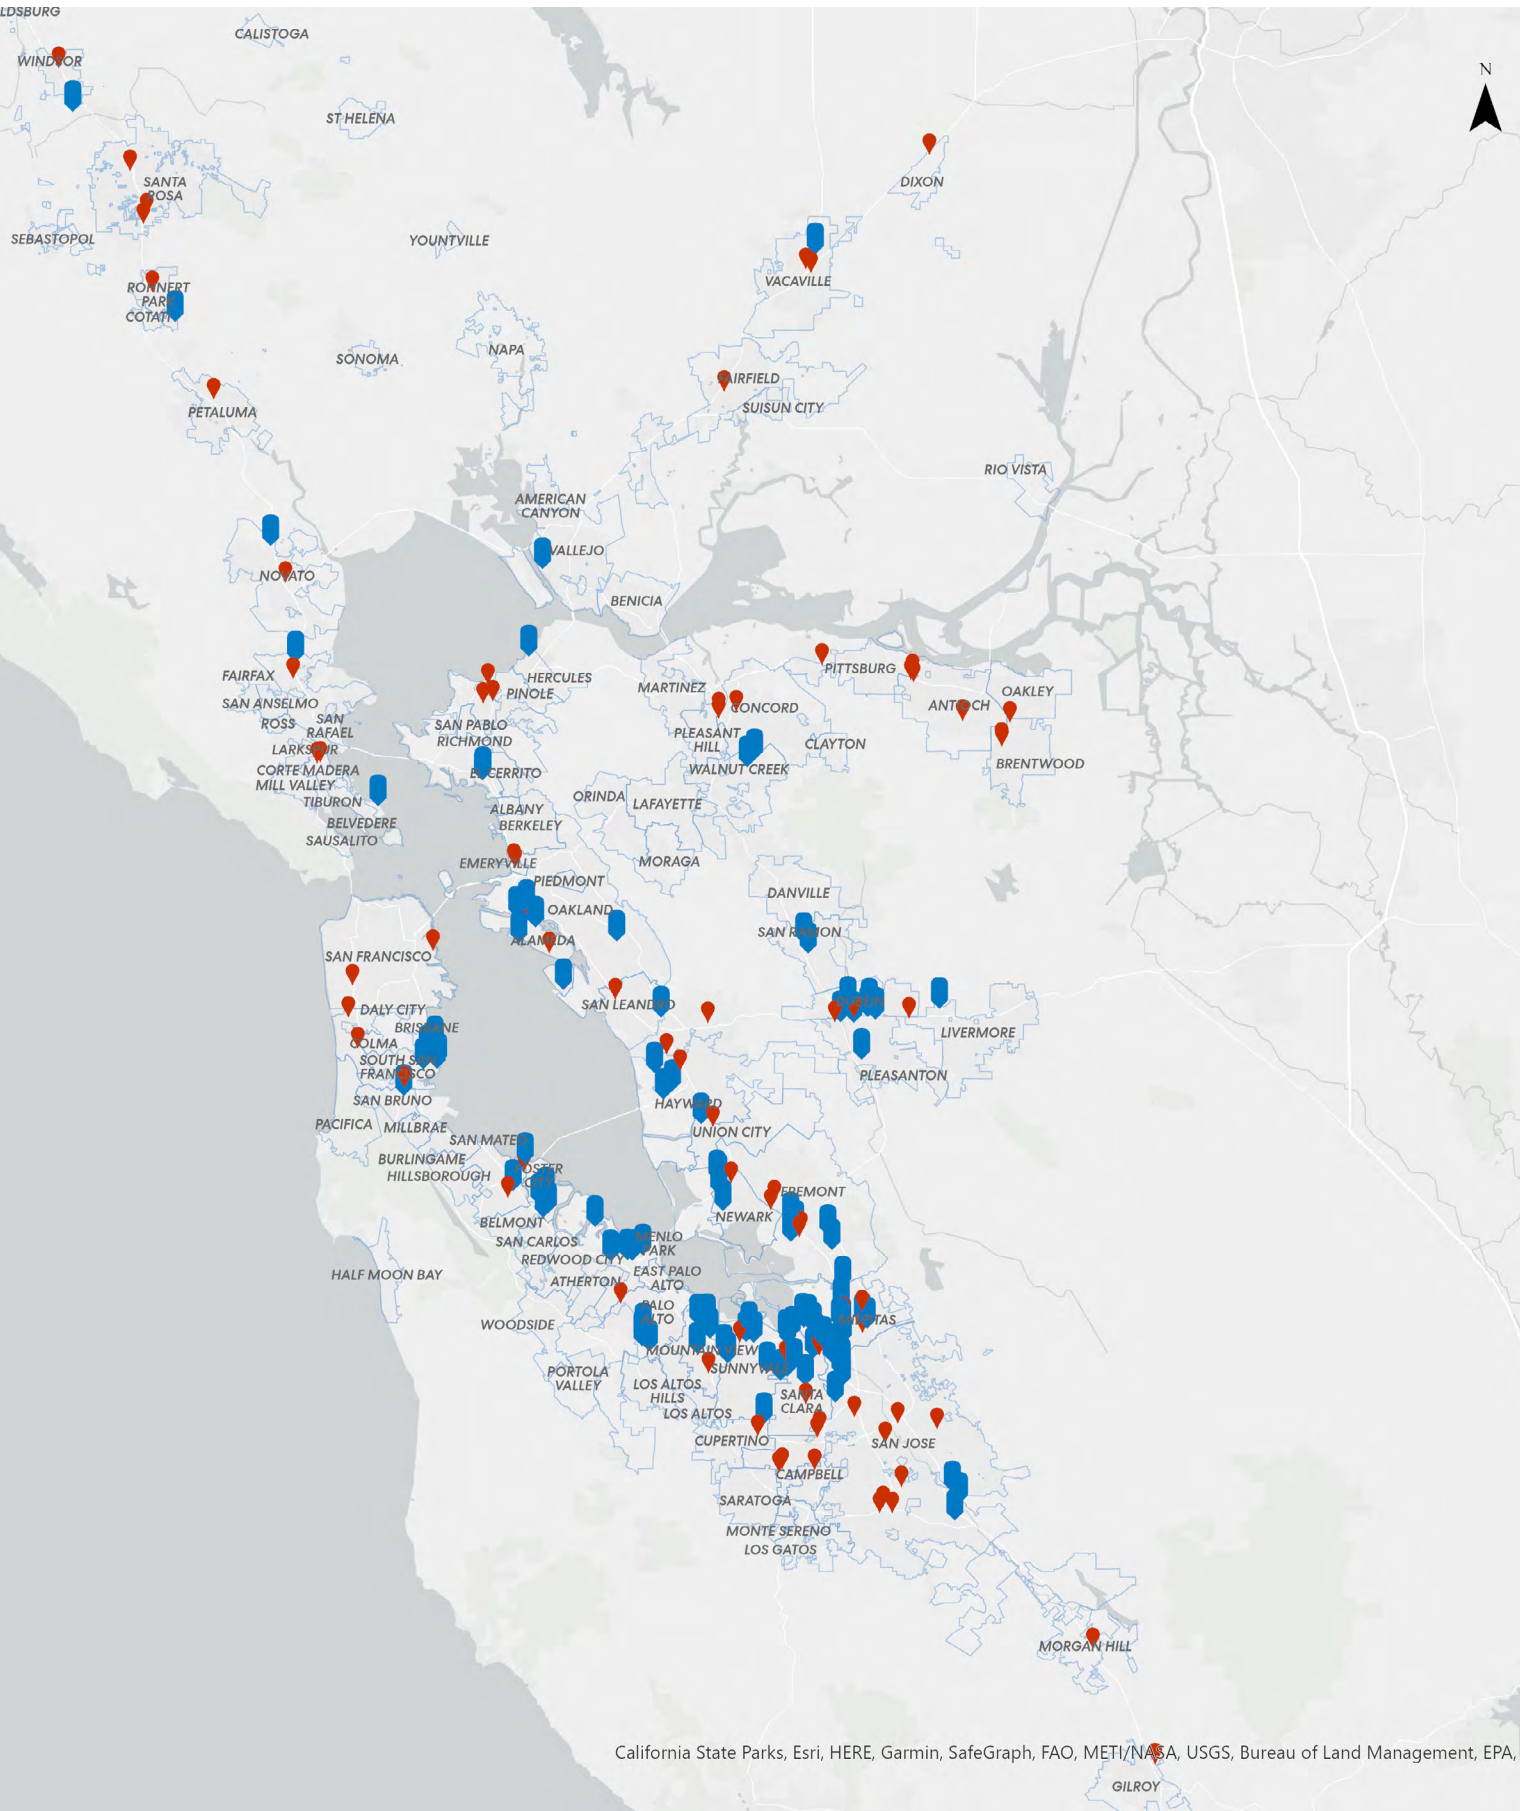 LDSBURG
CALISTOGA
WINDSOR
N
ST HELENA
SANTA
ROSA
DIXON
SEBASTOPOL
YOUNTVILLE
VACAVILLE
ROHNERT
PARK
COTATI
NAPA
SONOMA
FAIRFIELD
SUISUN CITY
PETALUMA
RIO VISTA
AMERICAN
CANYON
VALLEJO
NOVATO
BENICIA
FAIRFAX
HERCULES
PINOLE
MARTINEZ
PITTSBURG
OAKLEY
SAN ANSELMO
ANTIOCH
CONCORD
ROSS
SAN
RAFAEL
SAN PABLO
RICHMOND
PLEASANT
HILL
CLAYTON
LARKSPUR
BRENTWOOD
CORTE MADERA
EL CERRITO
WALNUT CREEK
MILL VALLEY
TIBURON
ORINDA
LAFAYETTE
ALBANY
BELVEDERE
BERKELEY
SAUSALITO
EMERYVILLE
MORAGA
PIEDMONT
DANVILLE
OAKLAND
SAN RAMON
ALAMEDA
SAN FRANCISCO
SAN LEANDRO
DUBLIN
DALY CITY
BRISBANE
LIVERMORE
COLMA
SOUTH SAN
FRANCISCO
PLEASANTON
SAN BRUNO
HAYWARD
PACIFICA
MILLBRAE
UNION CITY
SAN MATEO
BURLINGAME
FOSTER
CITY
HILLSBOROUGH
FREMONT
NEWARK
BELMONT
SAN CARLOS
MENLO
PARK
REDWOOD CITY
HALF MOON BAY
EAST PALO
ALTO
ATHERTON
PALO
ALTO
WOODSIDE
MILPITAS
MOUNTAIN VIEW
SUNNYVALE
PORTOLA
VALLEY
LOS ALTOS
HILLS
SANTA
CLARA
LOS ALTOS
CUPERTINO
SAN JOSE
CAMPBELL
SARATOGA
MONTE SERENO
LOS GATOS
MORGAN HILL
California State Parks, Esri, HERE, Garmin, SafeGraph, FAO, METI/NASA, USGS, Bureau of Land Management, EPA,
GILROY